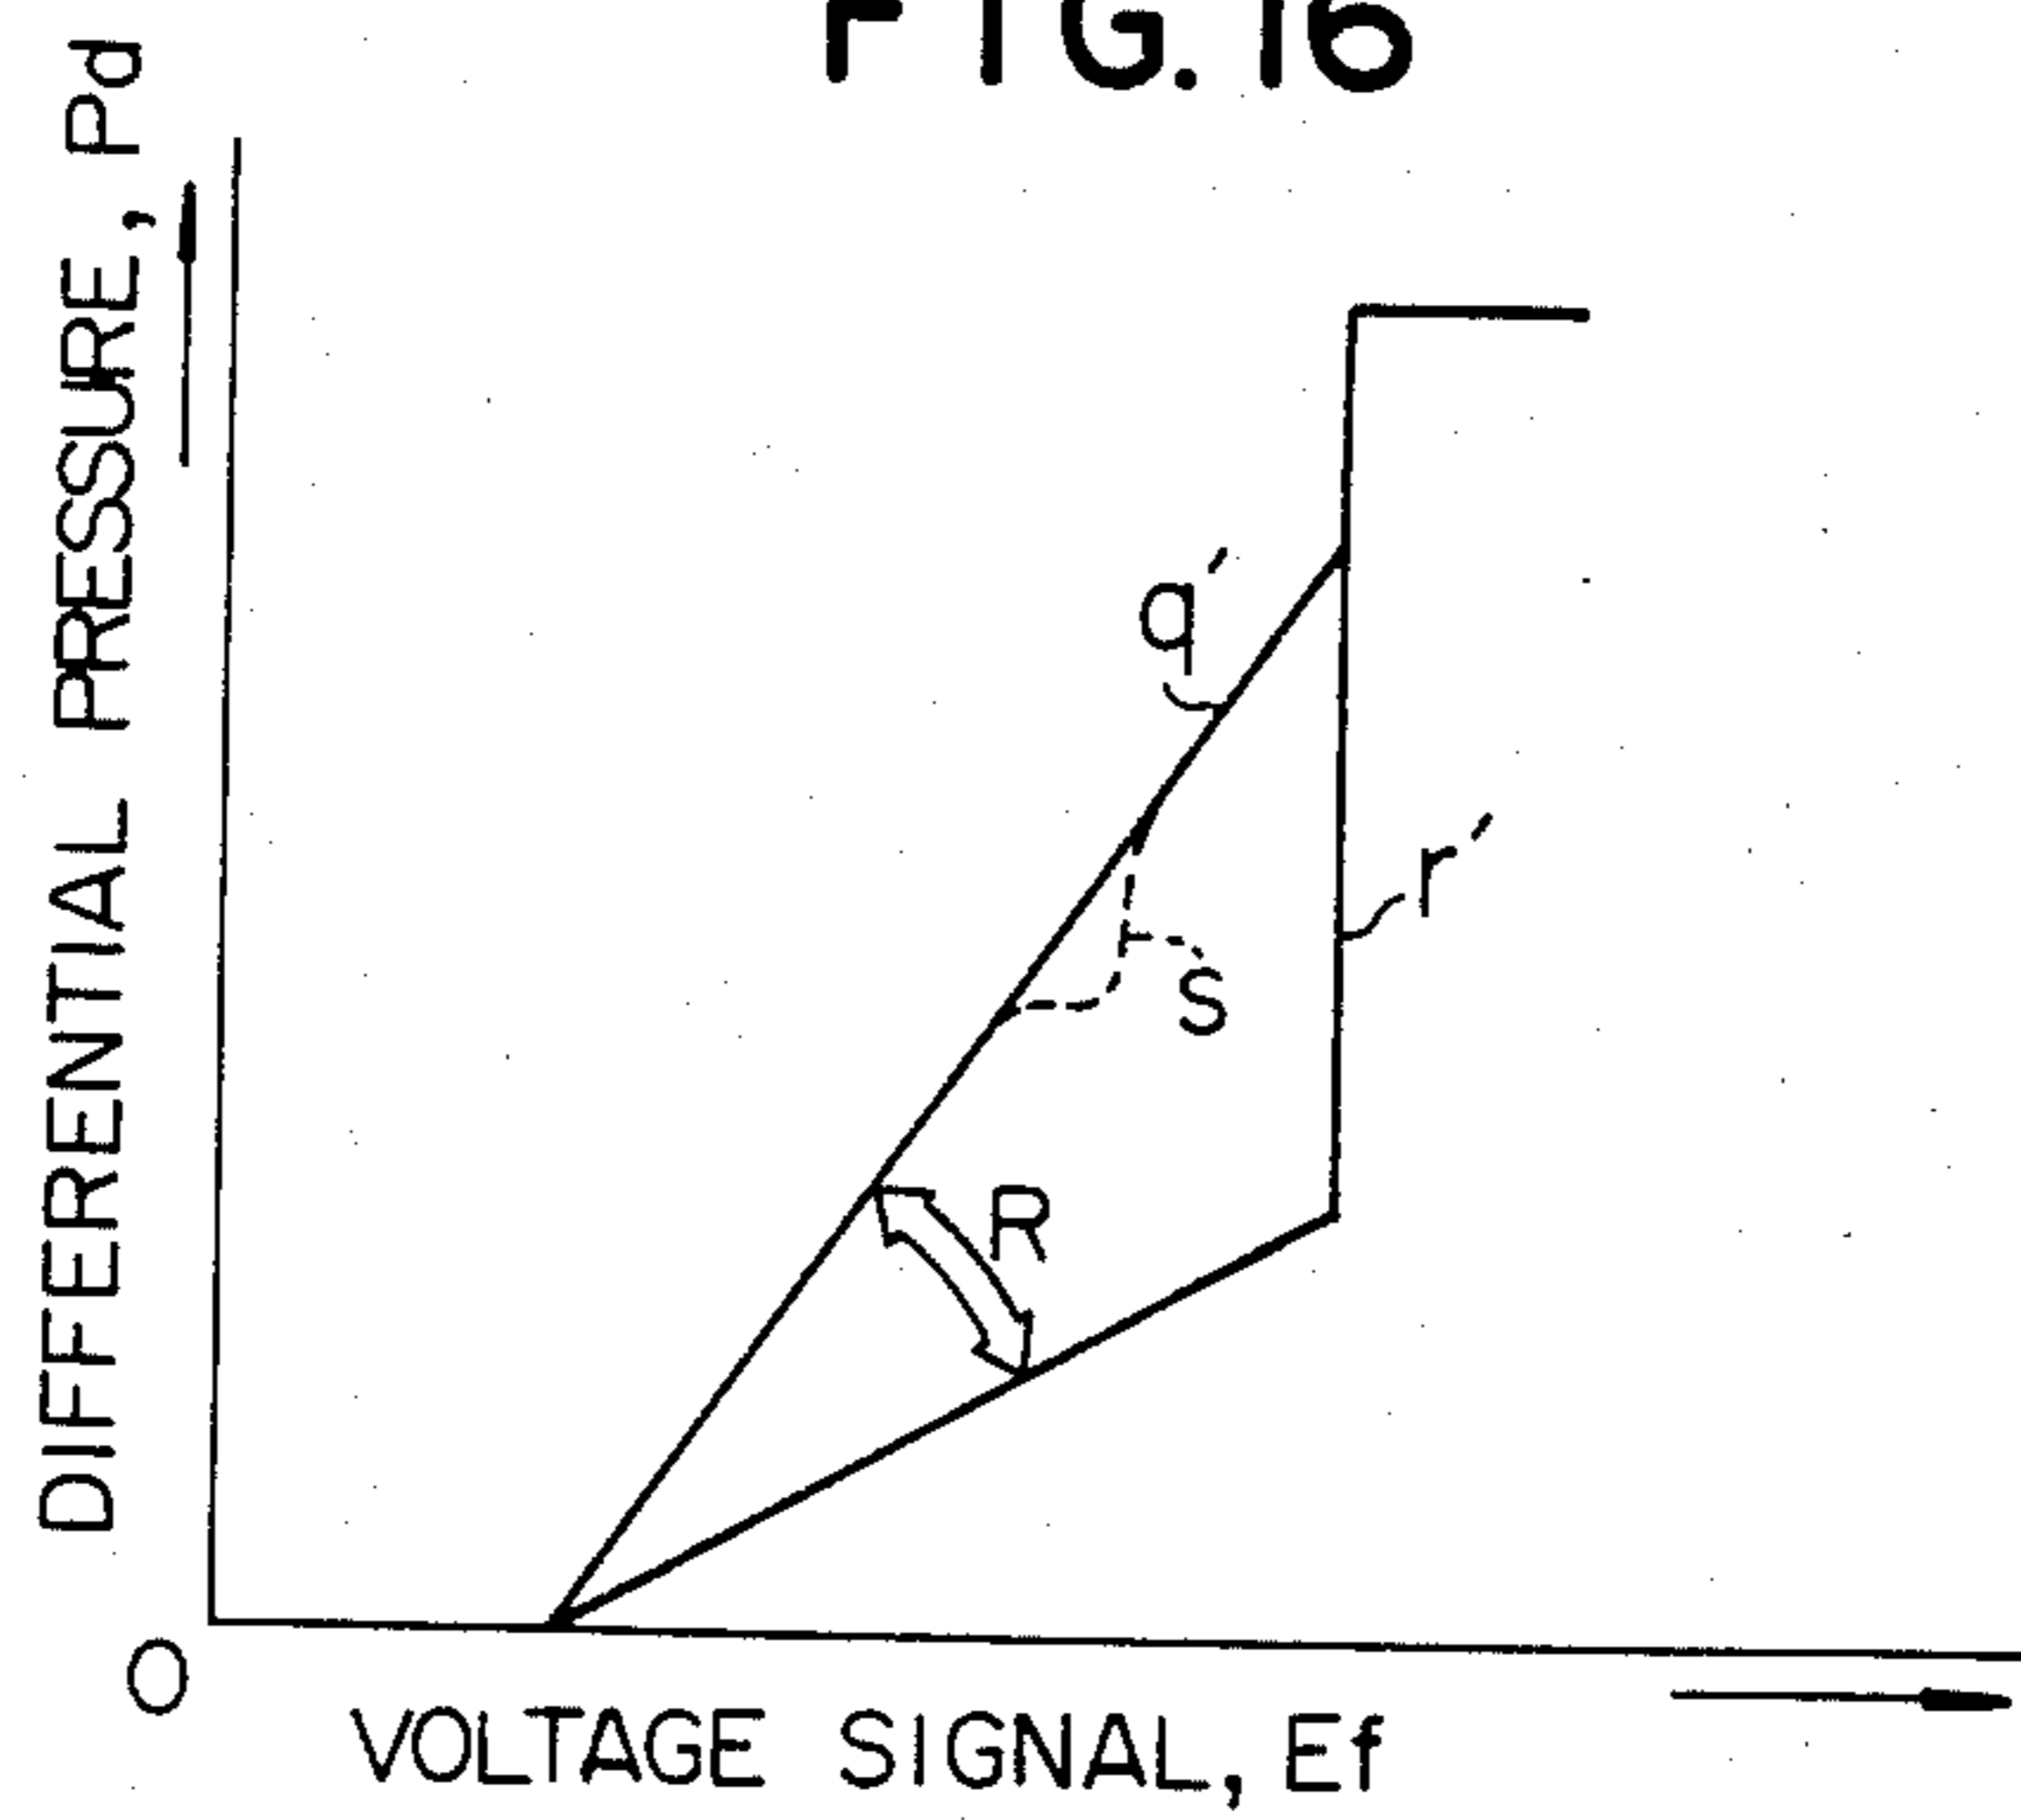 FIG. 16
DIFFERENTIAL PRESSURE, Pd
q'
r'
S
R
O
VOLTAGE SIGNAL, Ef